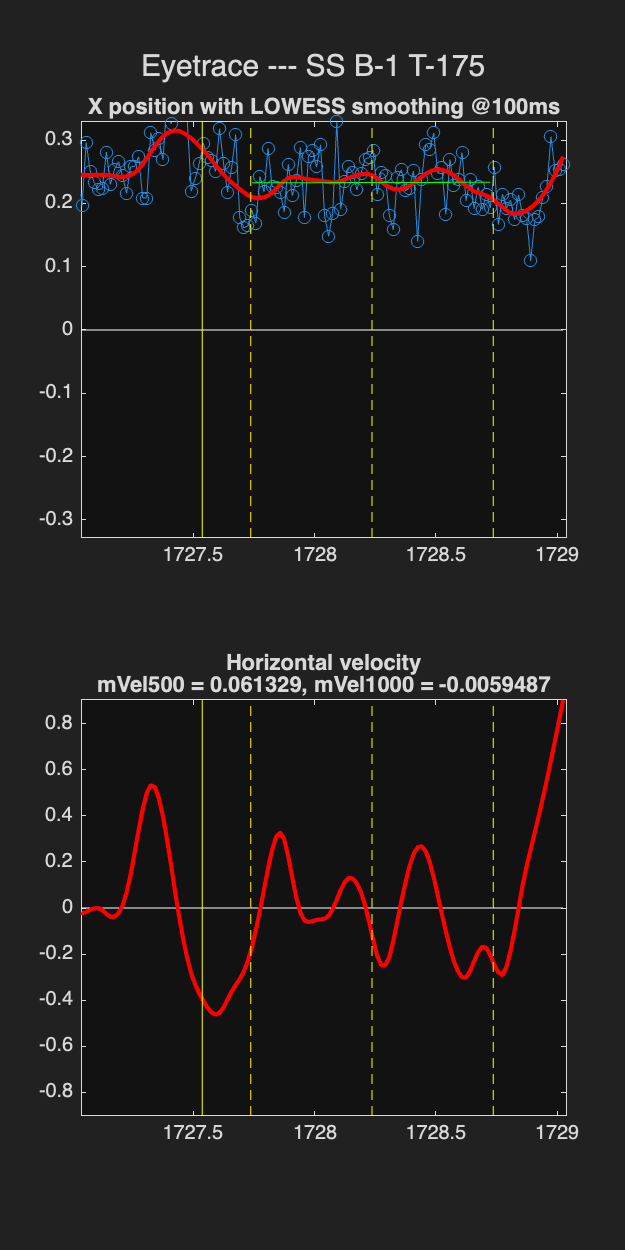 Eyetrace --- SS B-1 T-175
X position with LOWESS smoothing @100ms
0.3
0.2
0.1
0
-0.1
-0.2
-0.3
1727.5 1728 1728.5 1729
Horizontal velocity
mVel500 = 0.061329, mVel1000 = -0.0059487
0.8
0.6
0.4
0.2
0
-0.2
-0.4
-0.6
-0.8
1727.5 1728 1728.5 1729